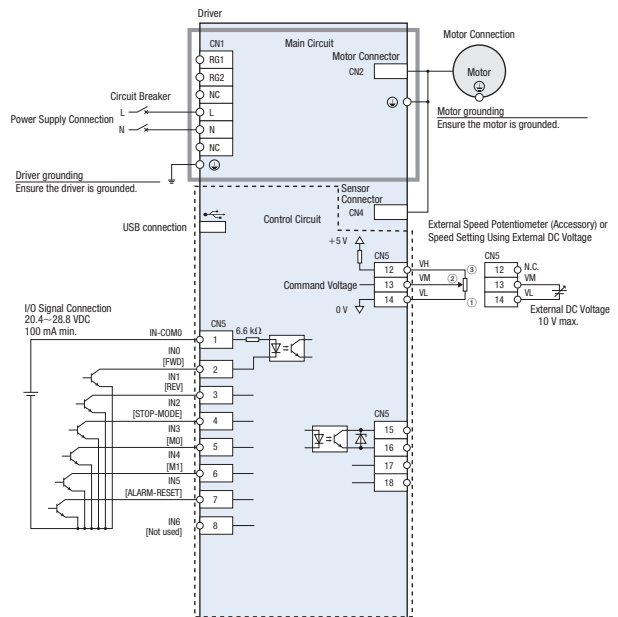 Driver
CN1
Main Circuit
Motor Connection
RG1
Motor Connector
RG2
CN2
Motor
NC
Circuit Breaker
Power Supply Connection
L
L
N
N
Motor grounding
Ensure the motor is grounded.
NC
Driver grounding
Ensure the driver is grounded.
Sensor
Connector
CN4
USB connection
Control Circuit
External Speed Potentiometer (Accessory) or
Speed Setting Using External DC Voltage
+5 V
CN5
CN5
12
VH
③
12
N.C.
Command Voltage
13
VM
②
13
VM
0 V
14
VL
①
14
VL
External DC Voltage
10 V max.
I/O Signal Connection
20.4~28.8 VDC
100 mA min.
CN5
IN-COM0
1
6.6 kΩ
IN0
[FWD]
2
IN1
[REV]
3
IN2
[STOP-MODE]
4
IN3
[M0]
5
IN4
[M1]
6
IN5
[ALARM-RESET]
7
IN6
[Not used]
8
CN5
15
16
17
18